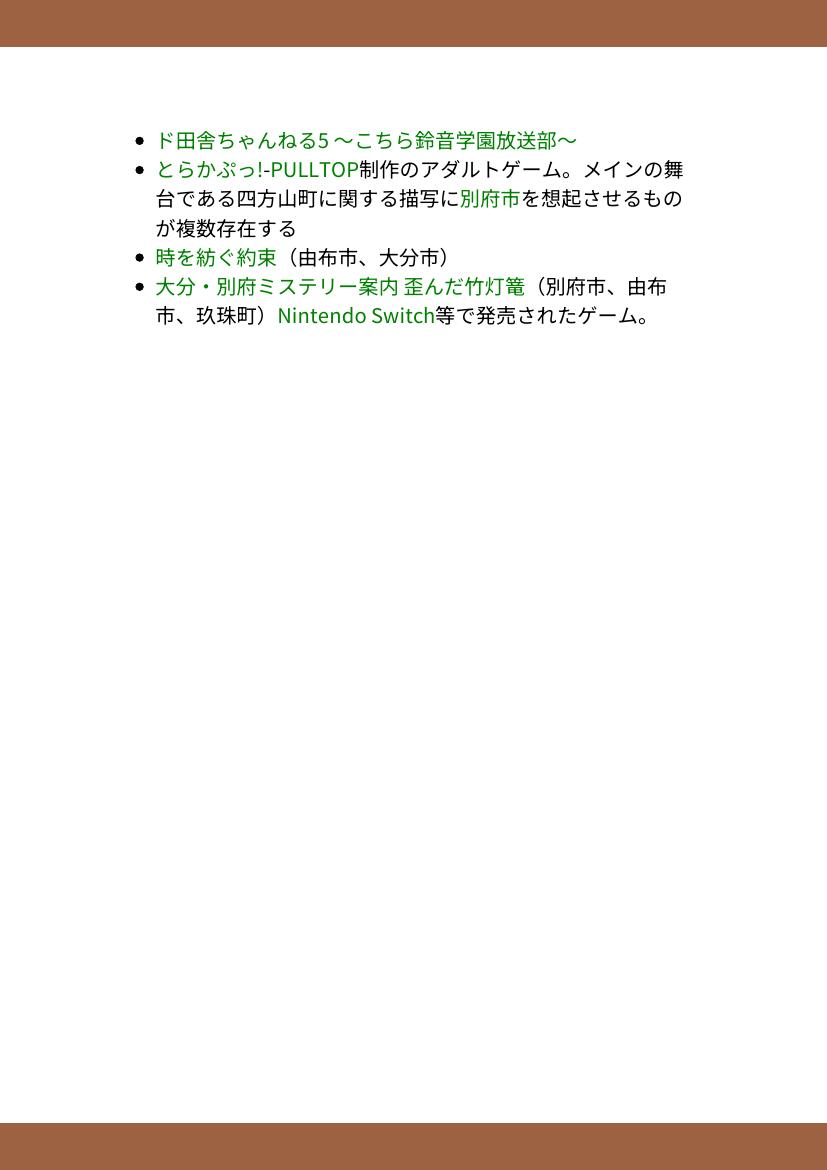 ド田舎ちゃんねる5 〜こちら鈴音学園放送部〜
とらかぷっ!-PULLTOP制作のアダルトゲーム。メインの舞
台である四方山町に関する描写に別府市を想起させるもの
が複数存在する
時を紡ぐ約束（由布市、大分市）
大分・別府ミステリー案内 歪んだ竹灯篭（別府市、由布
市、玖珠町）Nintendo Switch等で発売されたゲーム。